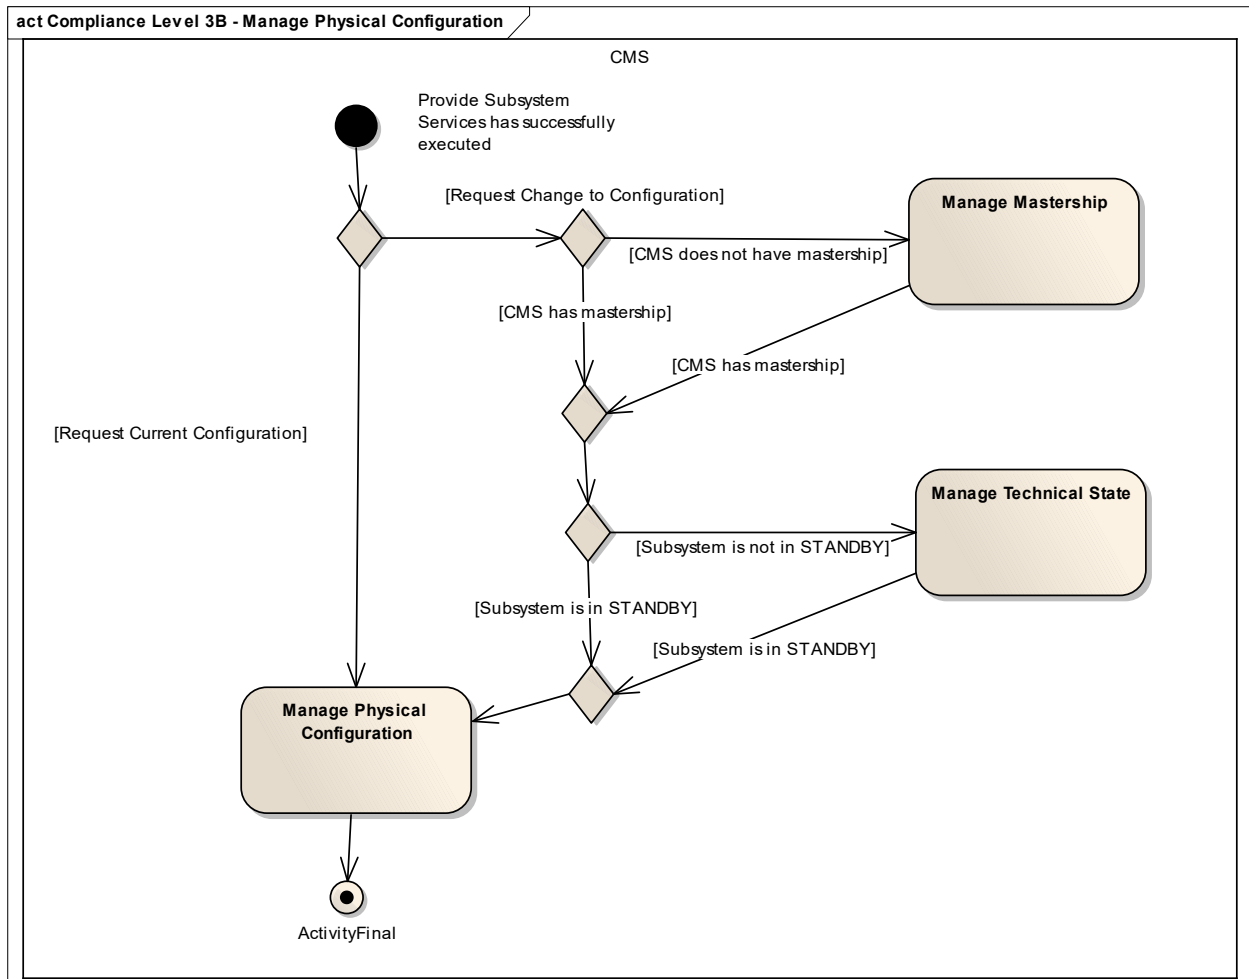 act Compliance Level 3B - Manage Physical Configuration
CMS
Provide Subsystem
Services has successfully
executed
[Request Change to Configuration]
Manage Mastership
[CMS does not have mastership]
[CMS has mastership]
[CMS has mastership]
[Request Current Configuration]
Manage Technical State
[Subsystem is not in STANDBY]
[Subsystem is in STANDBY]
[Subsystem is in STANDBY]
Manage Physical
Configuration
ActivityFinal